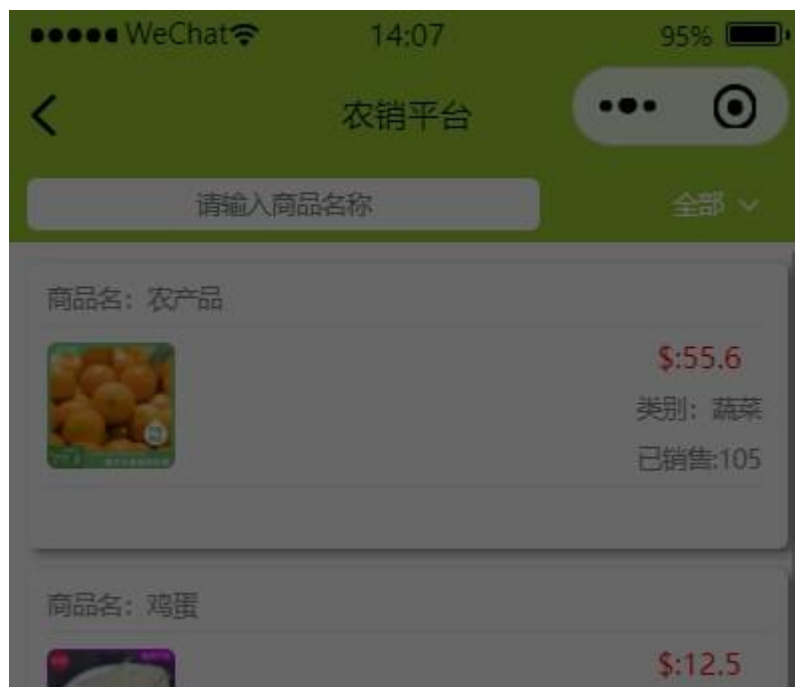 WeChat 14:07 95%
农销平台
请输入商品名称 全部
商品名：农产品
$:55.6
类别：蔬菜
已销售:105
商品名：鸡蛋
$:12.5